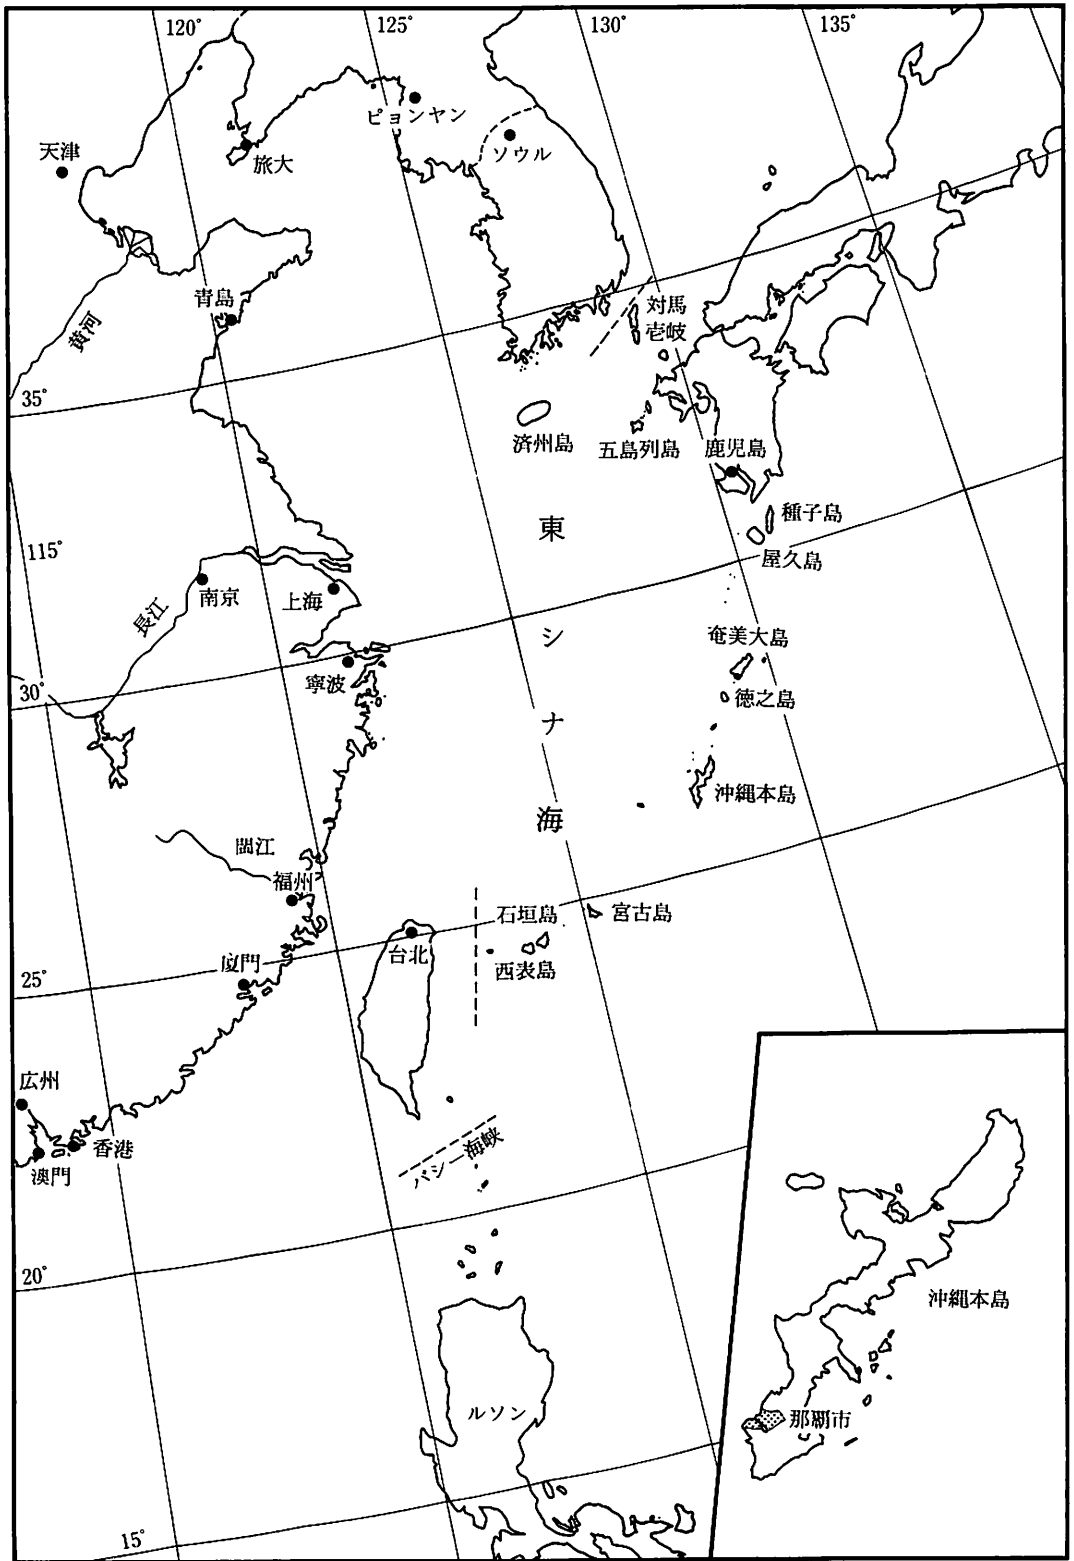 120°
125°
130°
135°
ピョンヤン
ソウル
天津
旅大
青島
黄河
対馬
壱岐
35°
済州島
五島列島
鹿児島
種子島
屋久島
115°
東シナ海
南京
上海
長江
寧波
30°
奄美大島
徳之島
沖縄本島
閩江
福州
石垣島
宮古島
台北
西表島
厦門
25°
広州
香港
澳門
バシー海峡
20°
沖縄本島
那覇市
ルソン
15°